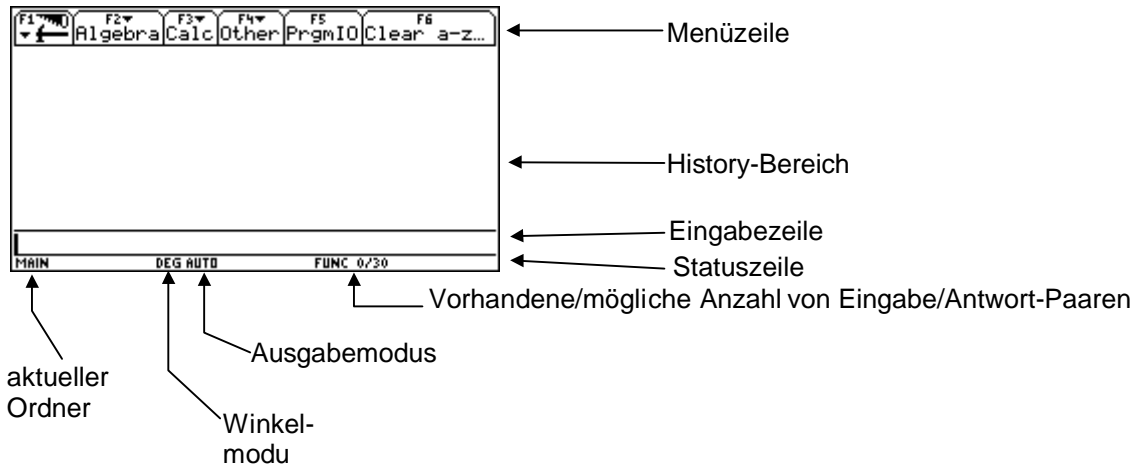 F1 F2 F3 F4 F5 F6
Algebra Calc Other PrgmIO Clear a-z…
Menüzeile
History-Bereich
Eingabezeile
MAIN DEG AUTO FUNC 0/30
Statuszeile
Vorhandene/mögliche Anzahl von Eingabe/Antwort-Paaren
Ausgabemodus
aktueller
Ordner
Winkel-
modu